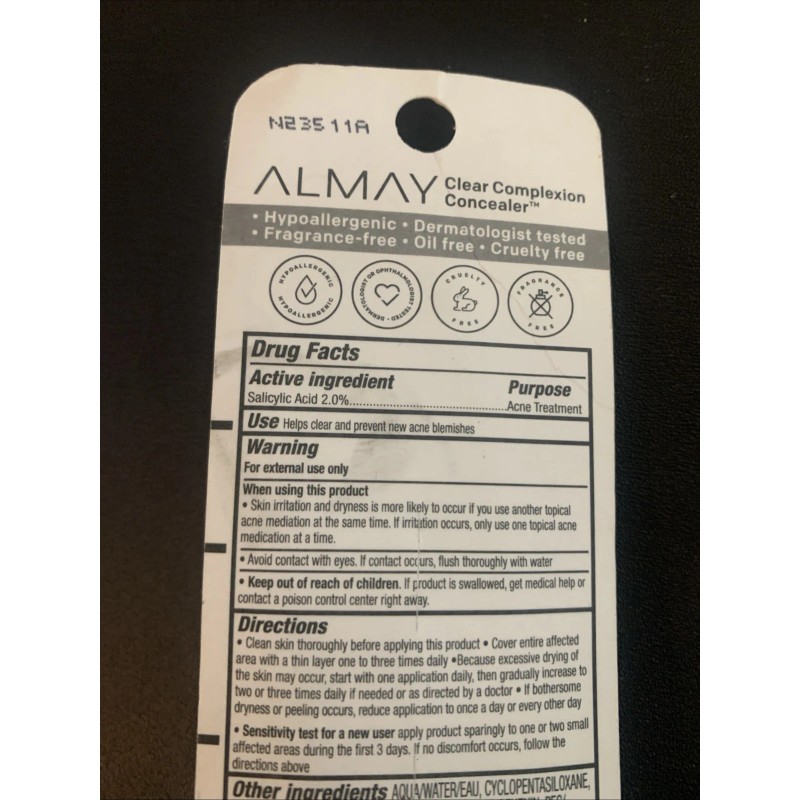 N23511A
ALMAY Clear Complexion
Concealer™
• Hypoallergenic • Dermatologist tested
• Fragrance-free • Oil free • Cruelty free
HYPOALLERGENIC HYPOALLERGENIC
DERMATOLOGIST OR OPHTHALMOLOGIST TESTED •
CRUELTY FREE
FRAGRANCE FREE
Drug Facts
Active ingredient Purpose
Salicylic Acid 2.0%..............................................Acne Treatment
Use Helps clear and prevent new acne blemishes
Warning
For external use only
When using this product
• Skin irritation and dryness is more likely to occur if you use another topical
acne mediation at the same time. If irritation occurs, only use one topical acne
medication at a time.
• Avoid contact with eyes. If contact occurs, flush thoroughly with water
• Keep out of reach of children. If product is swallowed, get medical help or
contact a poison control center right away.
Directions
• Clean skin thoroughly before applying this product • Cover entire affected
area with a thin layer one to three times daily •Because excessive drying of
the skin may occur, start with one application daily, then gradually increase to
two or three times daily if needed or as directed by a doctor • If bothersome
dryness or peeling occurs, reduce application to once a day or every other day
• Sensitivity test for a new user apply product sparingly to one or two small
affected areas during the first 3 days. If no discomfort occurs, follow the
directions above
Other ingredients AQUA/WATER/EAU, CYCLOPENTASILOXANE,